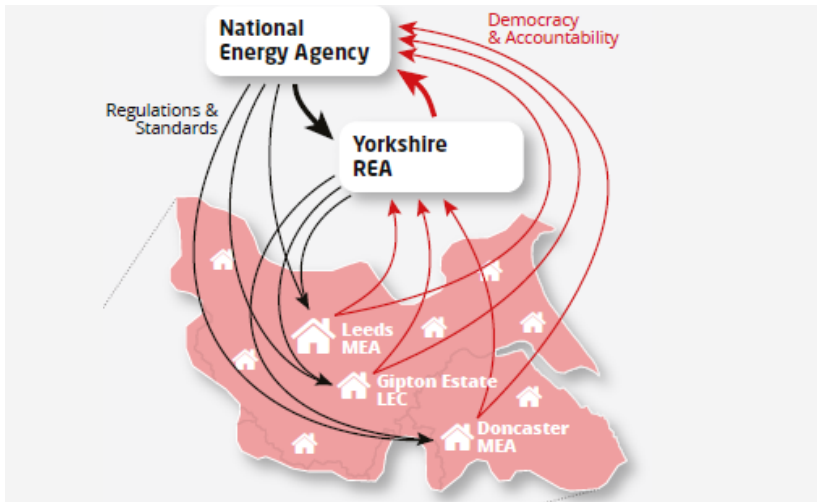 National
Energy Agency
Democracy
& Accountability
Regulations &
Standards
Yorkshire
REA
Leeds
MEA
Gipton Estate
LEC
Doncaster
MEA